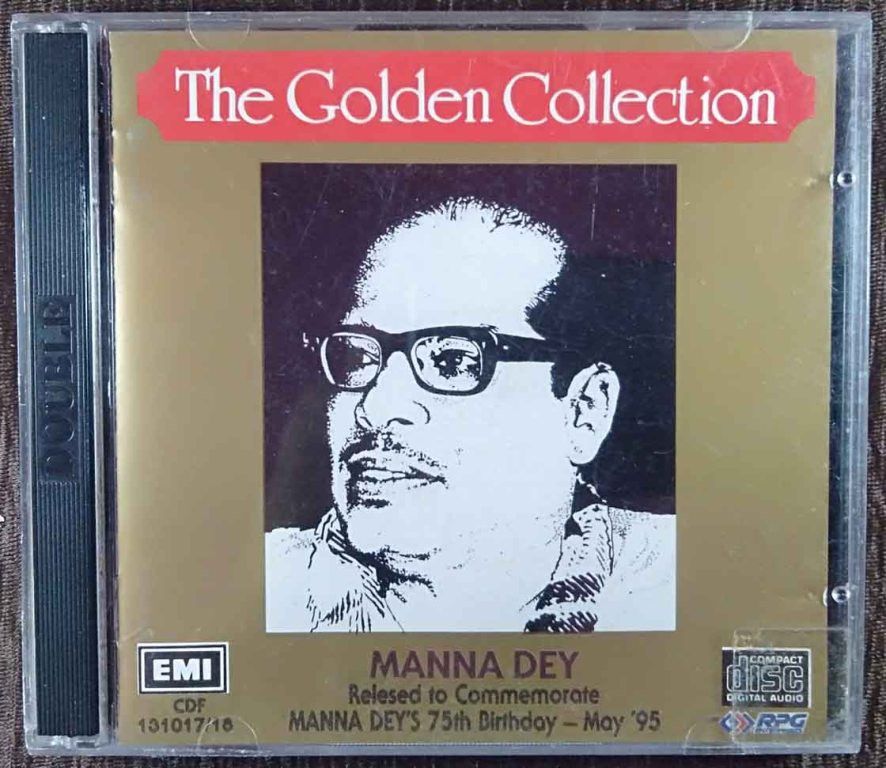 The Golden Collection
DOUBLE
EMI
CDF
131017/18
MANNA DEY
Relesed to Commemorate
MANNA DEY'S 75th Birthday – May '95
COMPACT
disc
DIGITAL AUDIO
RPG